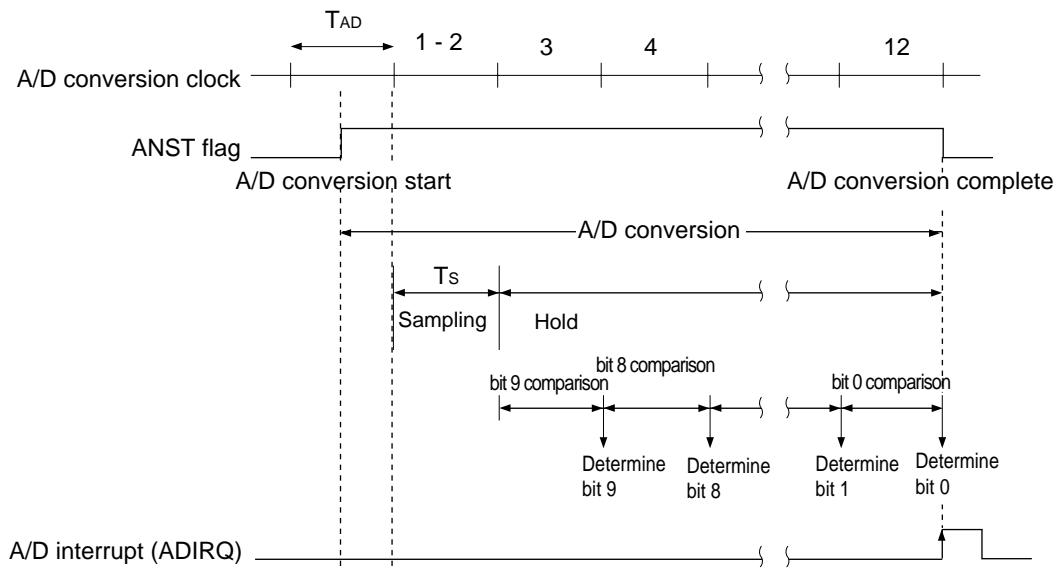 TAD
1 - 2
3
4
12
A/D conversion clock
ANST flag
A/D conversion start
A/D conversion complete
A/D conversion
Ts
Sampling
Hold
bit 9 comparison
bit 8 comparison
bit 0 comparison
Determine
bit 9
Determine
bit 8
Determine
bit 1
Determine
bit 0
A/D interrupt (ADIRQ)